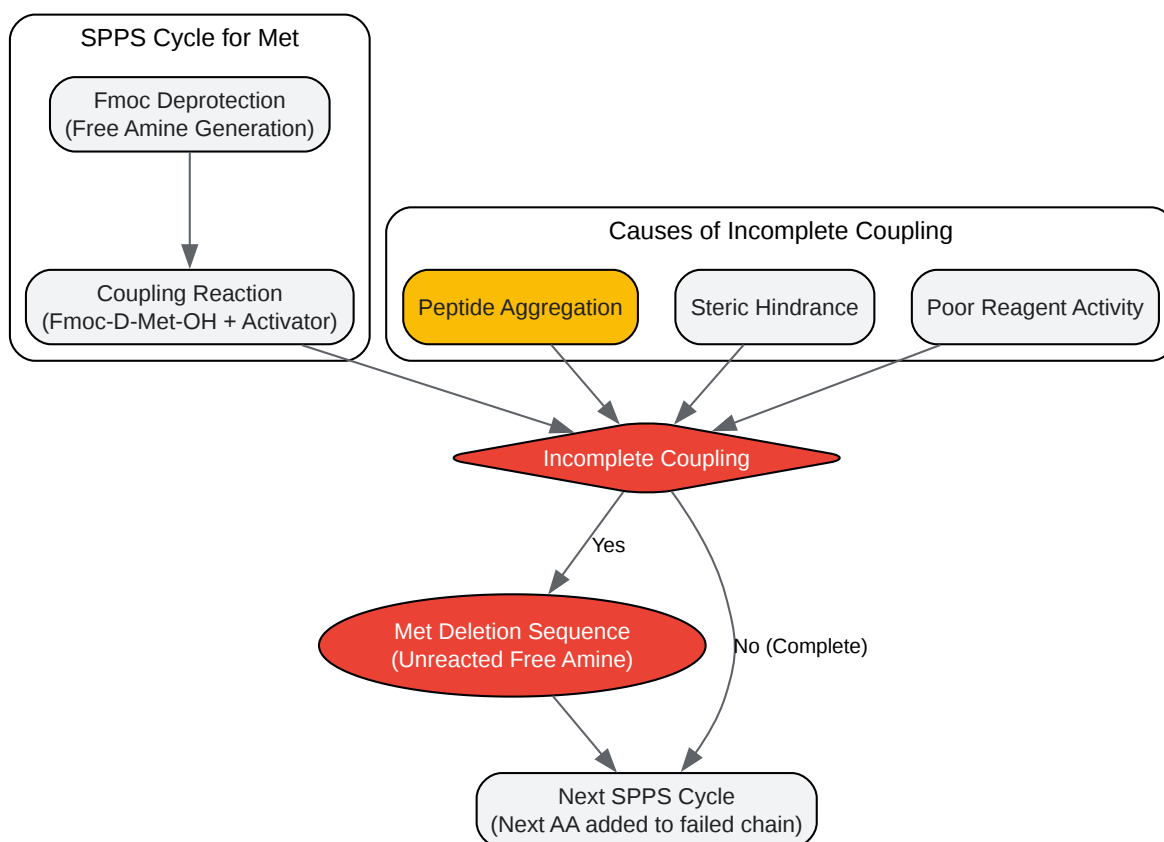 SPPS Cycle for Met
Fmoc Deprotection
(Free Amine Generation)
Coupling Reaction
(Fmoc-D-Met-OH + Activator)
Causes of Incomplete Coupling
Peptide Aggregation
Steric Hindrance
Poor Reagent Activity
Incomplete Coupling
Yes
Met Deletion Sequence
(Unreacted Free Amine)
No (Complete)
Next SPPS Cycle
(Next AA added to failed chain)